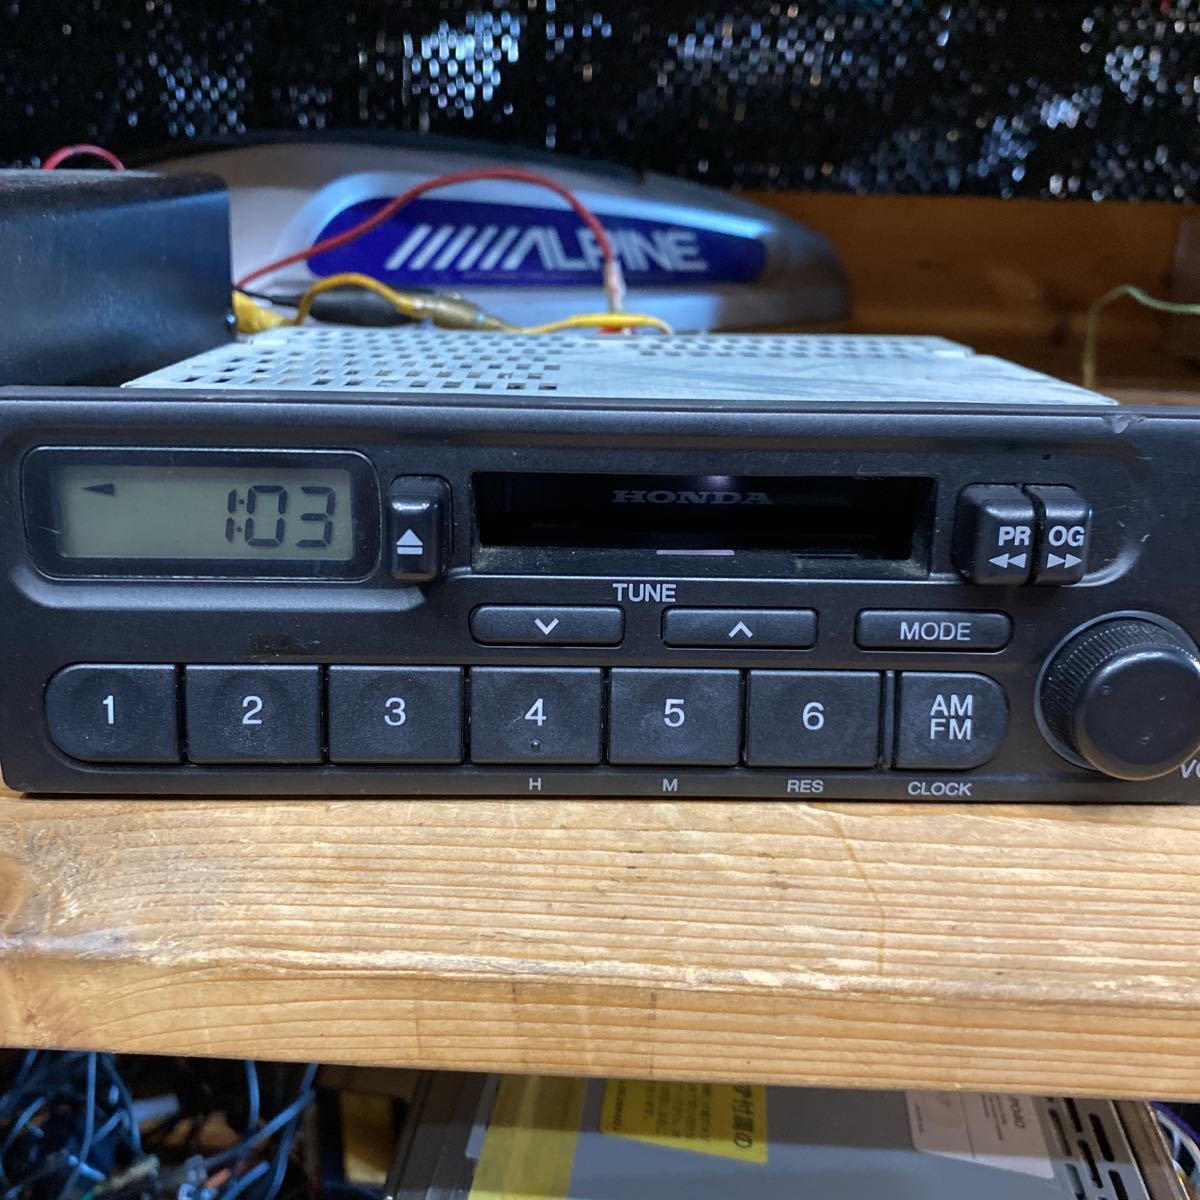 ALPINE
1:03
HONDA
PR OG
TUNE
MODE
1 2 3 4 5 6 AM
FM
H M RES CLOCK